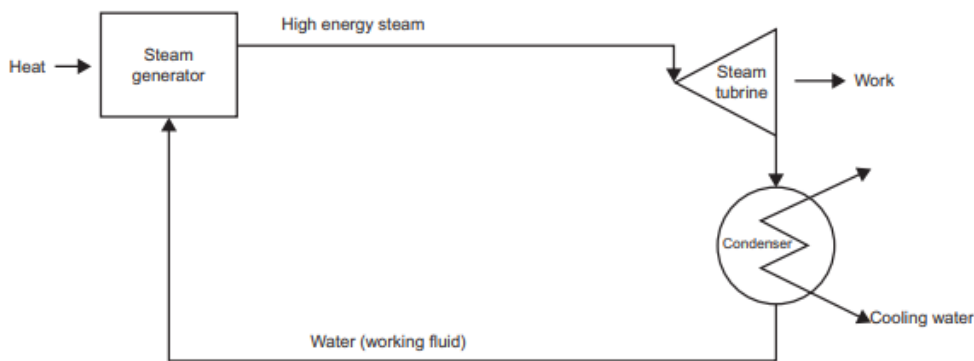 High energy steam
Heat
Steam
generator
Steam
tubrine
Work
Condenser
Cooling water
Water (working fluid)